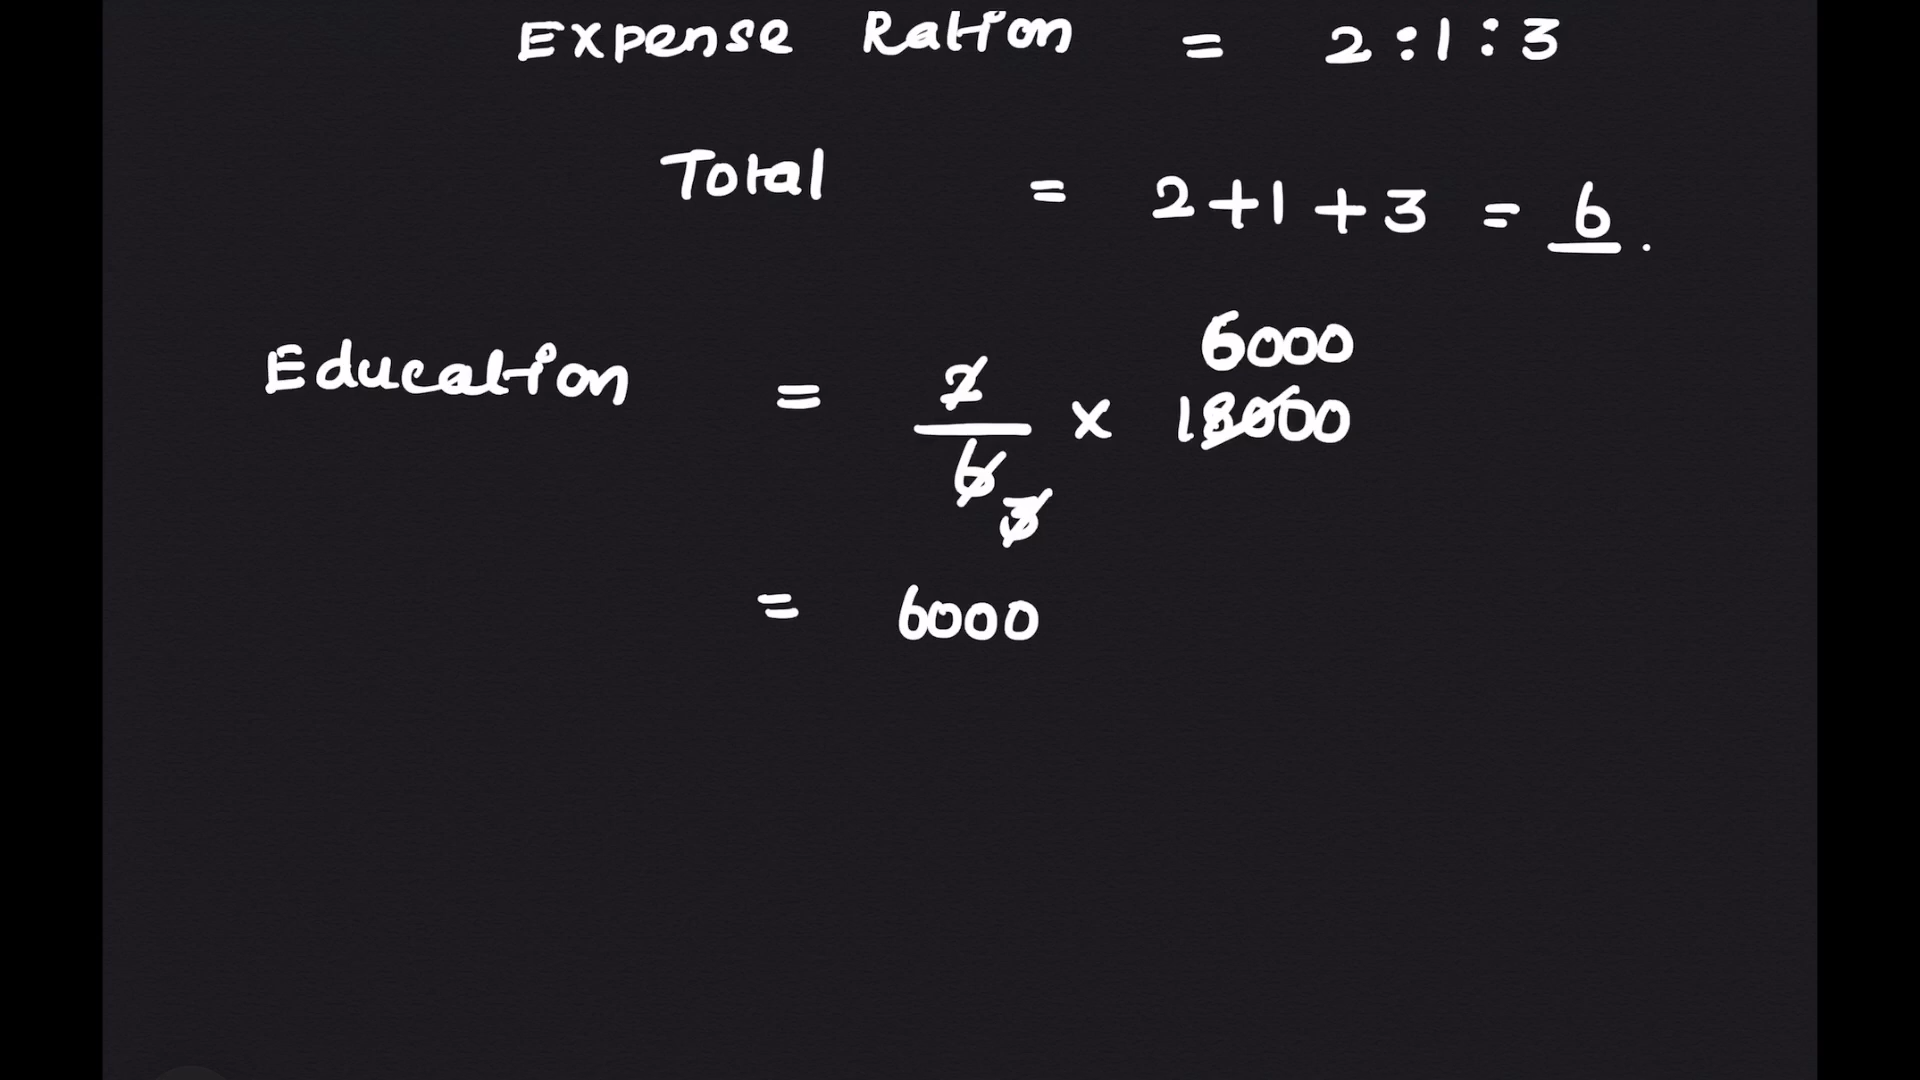 Expense Ration = 2:1:3
Total = 2+1+3 = 6.
6000
Education = 2/6 x 18000
3
= 6000